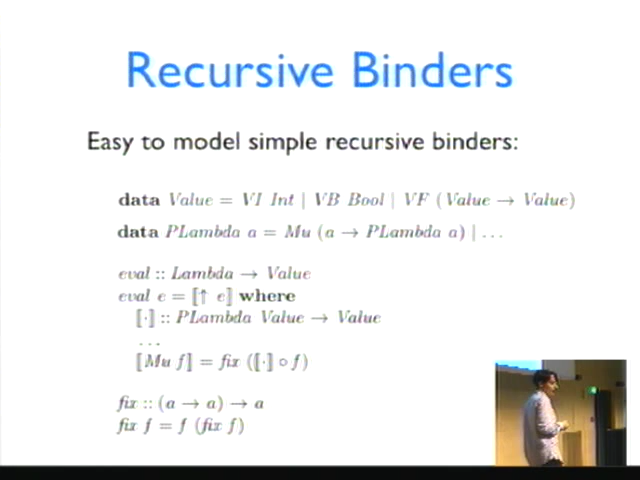 Recursive Binders
Easy to model simple recursive binders:
data Value = VI Int | VB Bool | VF (Value → Value)
data PLambda a = Mu (a → PLambda a) | ...
eval :: Lambda → Value
eval e = ⟦↑ e⟧ where
⟦·⟧ :: PLambda Value → Value
...
⟦Mu f⟧ = fix (⟦·⟧ ∘ f)
fix :: (a → a) → a
fix f = f (fix f)